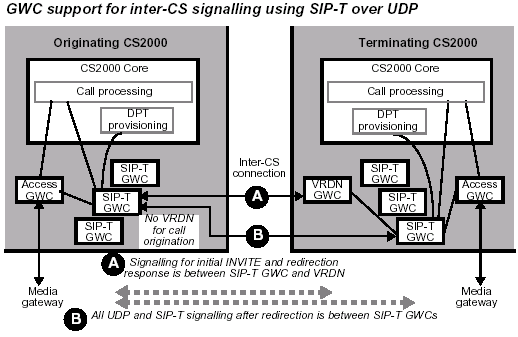 GWC support for inter-CS signalling using SIP-T over UDP
Originating CS2000
CS2000 Core
Call processing
DPT
provisioning
SIP-T
GWC
Access
GWC
SIP-T
GWC
SIP-T
GWC
No VRDN
for call
origination
Media
gateway
Inter-CS
connection
A
B
Terminating CS2000
CS2000 Core
Call processing
DPT
provisioning
SIP-T
GWC
VRDN
GWC
SIP-T
GWC
Access
GWC
SIP-T
GWC
Media
gateway
A Signalling for initial INVITE and redirection
response is between SIP-T GWC and VRDN
B All UDP and SIP-T signalling after redirection is between SIP-T GWCs